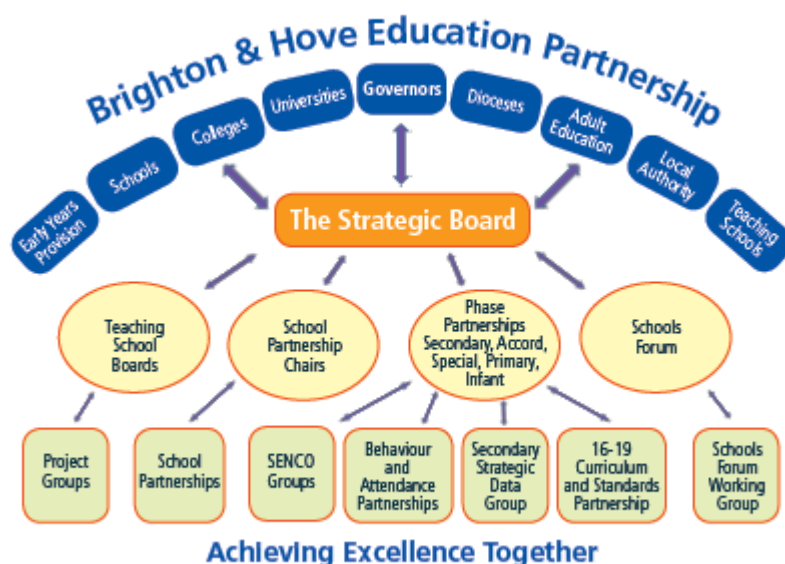 Brighton & Hove Education Partnership
Early Years
Provision
Schools
Colleges
Universities
Governors
Dioceses
Adult
Education
Local
Authority
Teaching
Schools
The Strategic Board
Teaching
School
Boards
School
Partnership
Chairs
Phase
Partnerships
Secondary, Accord,
Special, Primary,
Infant
Schools
Forum
Project
Groups
School
Partnerships
SENCO
Groups
Behaviour
and
Attendance
Partnerships
Secondary
Strategic
Data
Group
16-19
Curriculum
and Standards
Partnership
Schools
Forum
Working
Group
Achieving Excellence Together